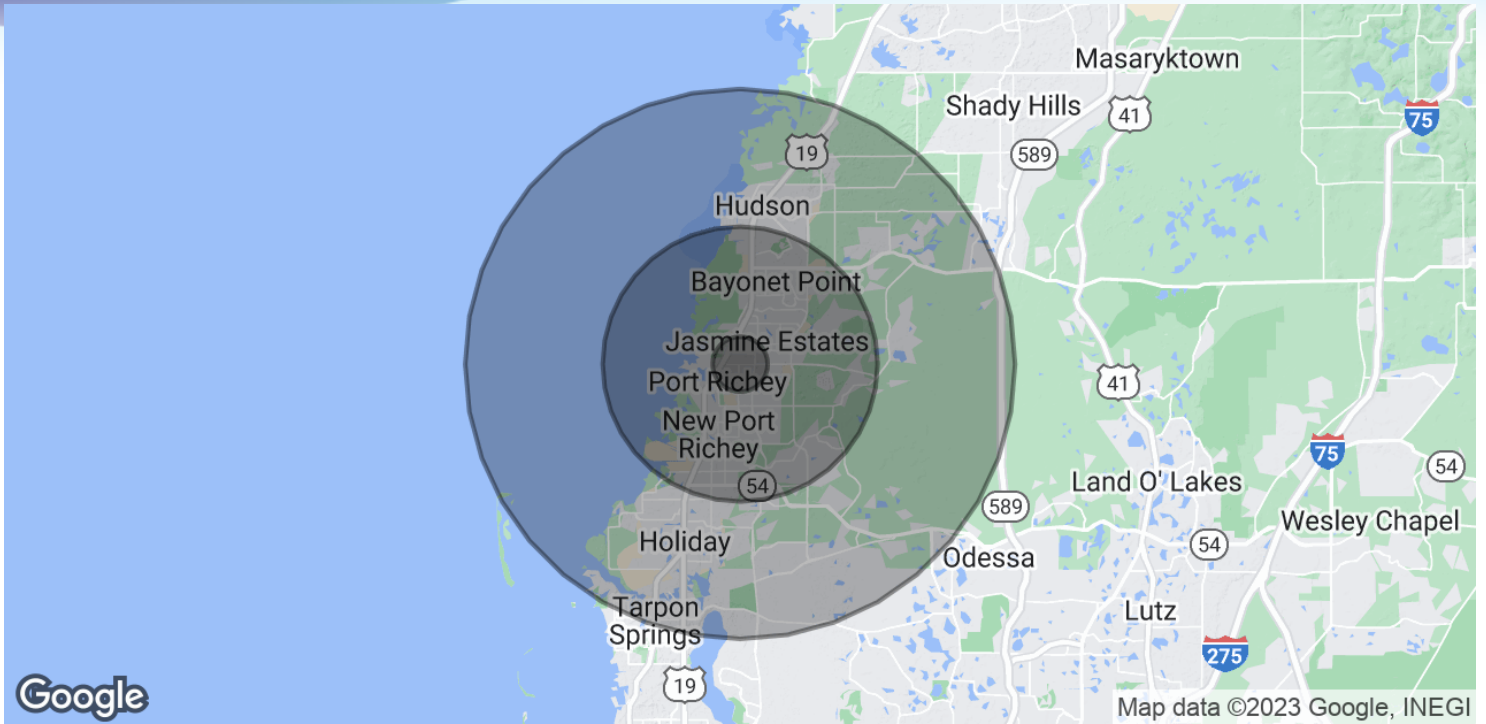 Masaryktown
Shady Hills
41
75
19
589
Hudson
Bayonet Point
Jasmine Estates
Port Richey
41
New Port
Richey
75
54
Land O' Lakes
54
589
Wesley Chapel
Holiday
54
Odessa
Tarpon
Springs
Lutz
275
19
Google
Map data ©2023 Google, INEGI